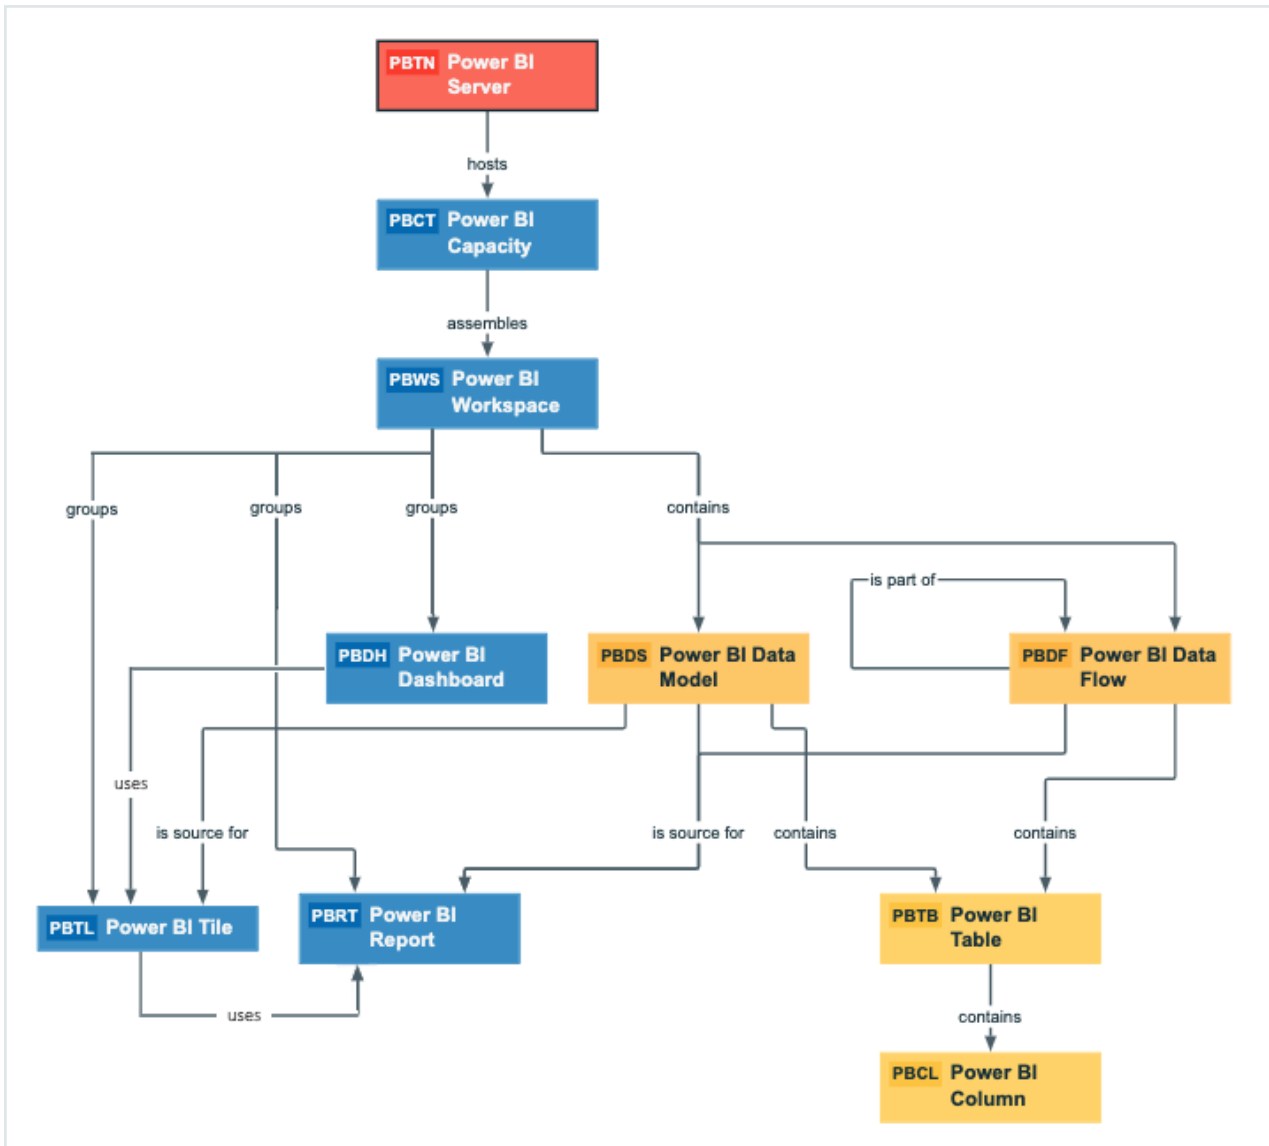 PBTN Power BI
Server
hosts
PBCT Power BI
Capacity
assembles
PBWS Power BI
Workspace
groups
groups
groups
contains
is part of
PBDH Power BI
Dashboard
PBDS Power BI Data
Model
PBDF Power BI Data
Flow
uses
is source for
is source for
contains
contains
PBTL Power BI Tile
PBRT Power BI
Report
PBTB Power BI
Table
uses
contains
PBCL Power BI
Column